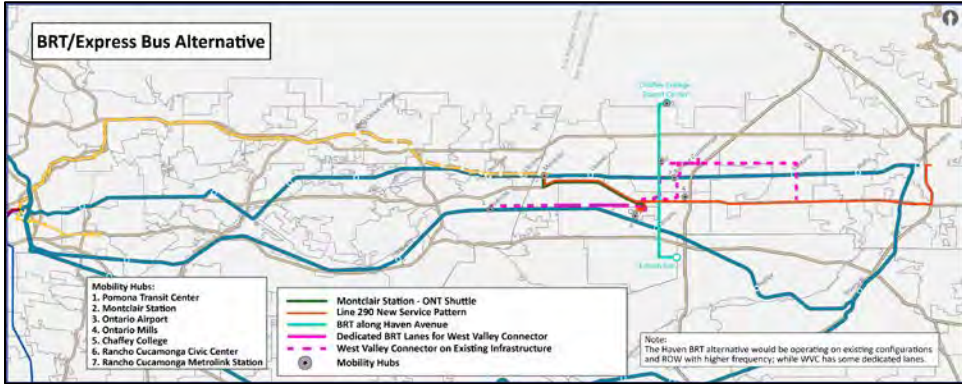 BRT/Express Bus Alternative
Chaffey College
Transit Center
Mobility Hubs:
1. Pomona Transit Center
2. Montclair Station
3. Ontario Airport
4. Ontario Mills
5. Chaffey College
6. Rancho Cucamonga Civic Center
7. Rancho Cucamonga Metrolink Station
Montclair Station - ONT Shuttle
Line 290 New Service Pattern
BRT along Haven Avenue
Dedicated BRT Lanes for West Valley Connector
West Valley Connector on Existing Infrastructure
Mobility Hubs
Note:
The Haven BRT alternative would be operating on existing configurations
and ROW with higher frequency; while WVC has some dedicated lanes.